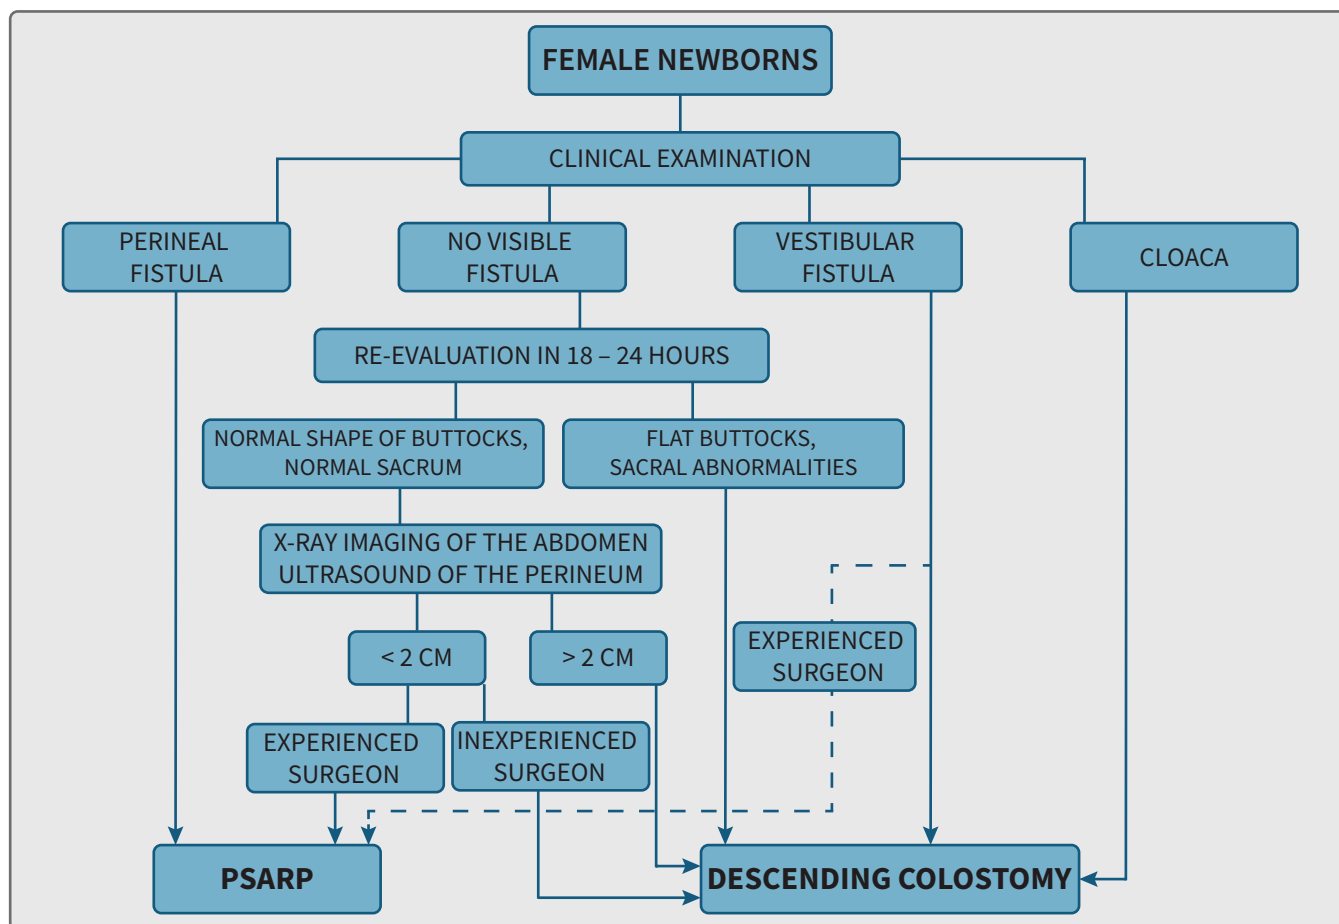 FEMALE NEWBORNS
CLINICAL EXAMINATION
PERINEAL
FISTULA
NO VISIBLE
FISTULA
VESTIBULAR
FISTULA
CLOACA
RE-EVALUATION IN 18 – 24 HOURS
NORMAL SHAPE OF BUTTOCKS,
NORMAL SACRUM
FLAT BUTTOCKS,
SACRAL ABNORMALITIES
X-RAY IMAGING OF THE ABDOMEN
ULTRASOUND OF THE PERINEUM
< 2 CM
> 2 CM
EXPERIENCED
SURGEON
EXPERIENCED
SURGEON
INEXPERIENCED
SURGEON
PSARP
DESCENDING COLOSTOMY